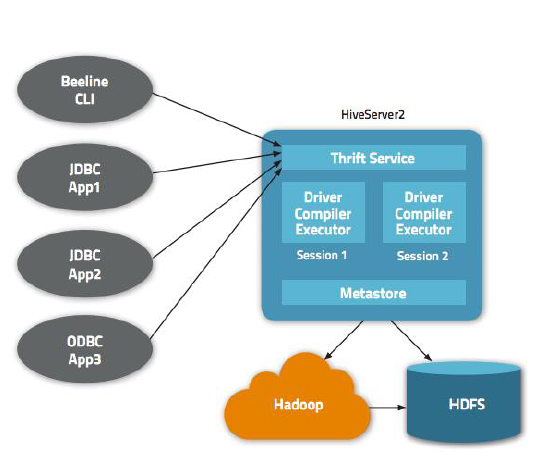 Beeline
CLI
JDBC
App1
JDBC
App2
ODBC
App3
HiveServer2
Thrift Service
Driver
Compiler
Executor
Session 1
Driver
Compiler
Executor
Session 2
Metastore
Hadoop
HDFS